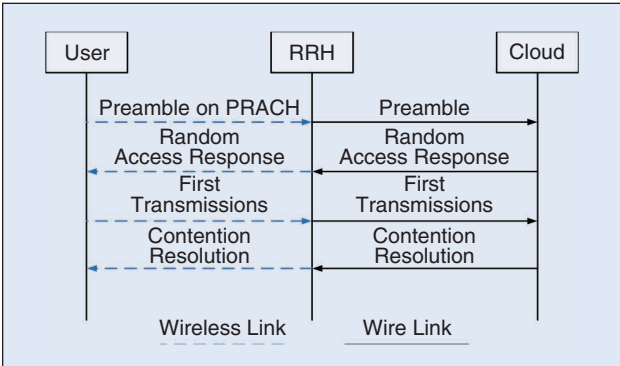 User
RRH
Cloud
Preamble on PRACH
Preamble
Random
Access Response
Random
Access Response
First
Transmissions
First
Transmissions
Contention
Resolution
Contention
Resolution
Wireless Link
Wire Link